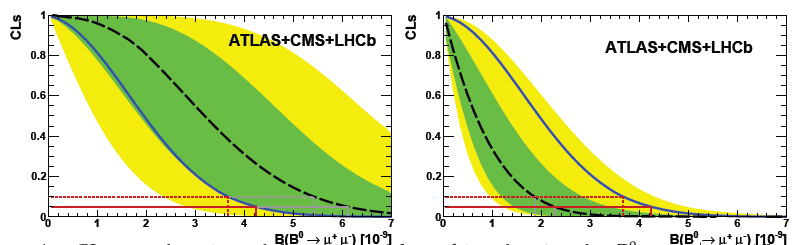 CLs
ATLAS+CMS+LHCb
1
0.8
0.6
0.4
0.2
0
0 1 2 3 4 5 6 7
B(B⁰ → μ⁺ μ⁻) [10⁻⁹]
CLs
ATLAS+CMS+LHCb
1
0.8
0.6
0.4
0.2
0
0 1 2 3 4 5 6 7
B(B⁰ → μ⁺ μ⁻) [10⁻⁹]